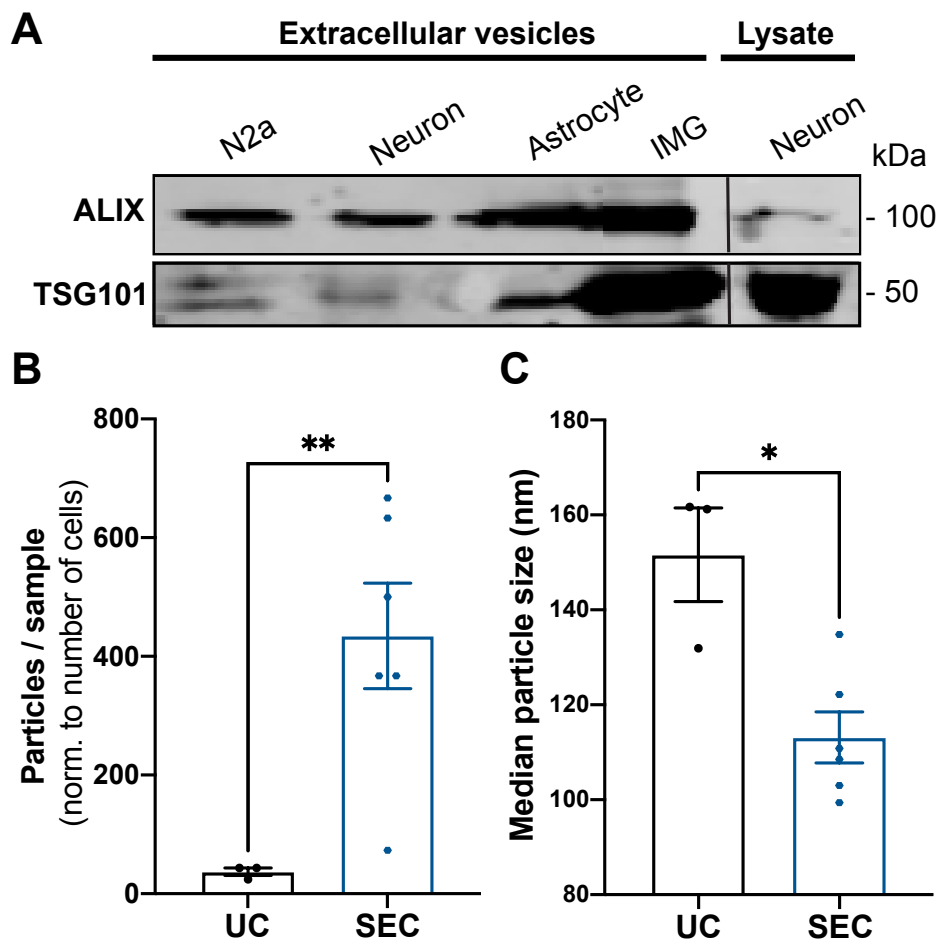 A
Extracellular vesicles Lysate
N2a Neuron Astrocyte IMG Neuron kDa
ALIX - 100
TSG101 - 50
B
Particles / sample
(norm. to number of cells)
800
600
400
200
0
**
UC SEC
C
Median particle size (nm)
180
160
140
120
100
80
*
UC SEC